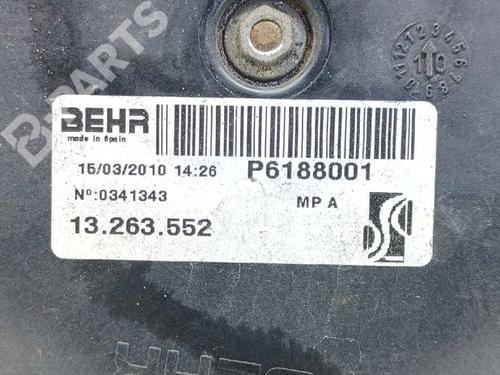 B-PARTS
BEHR
made in Spain
15/03/2010 14:26 P6188001
Nº:0341343 MP A
13.263.552